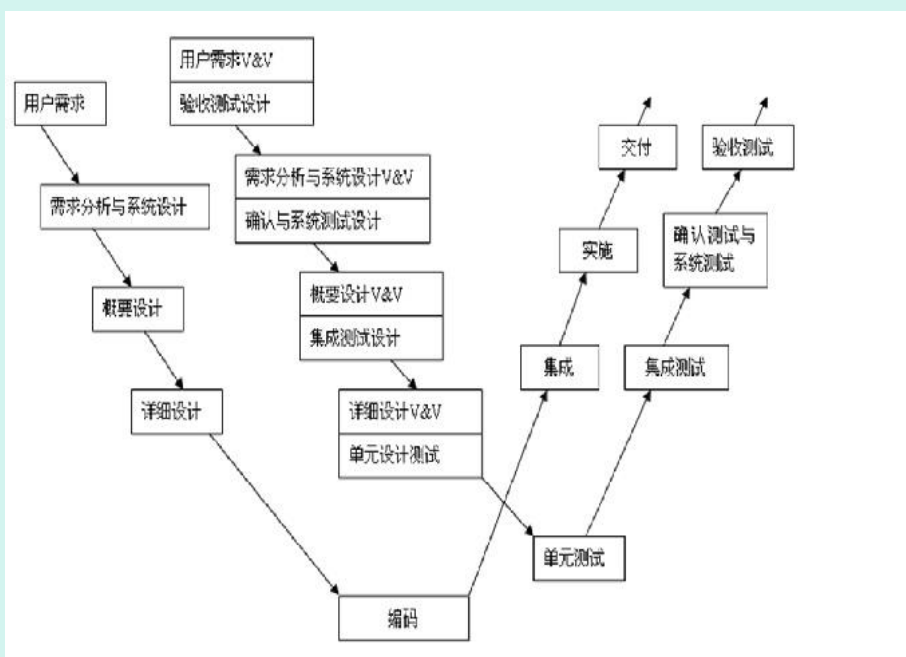 用户需求V&V
验收测试设计
用户需求
交付
验收测试
需求分析与系统设计V&V
确认与系统测试设计
需求分析与系统设计
实施
确认测试与
系统测试
概要设计V&V
集成测试设计
概要设计
集成
集成测试
详细设计V&V
单元设计测试
详细设计
单元测试
编码